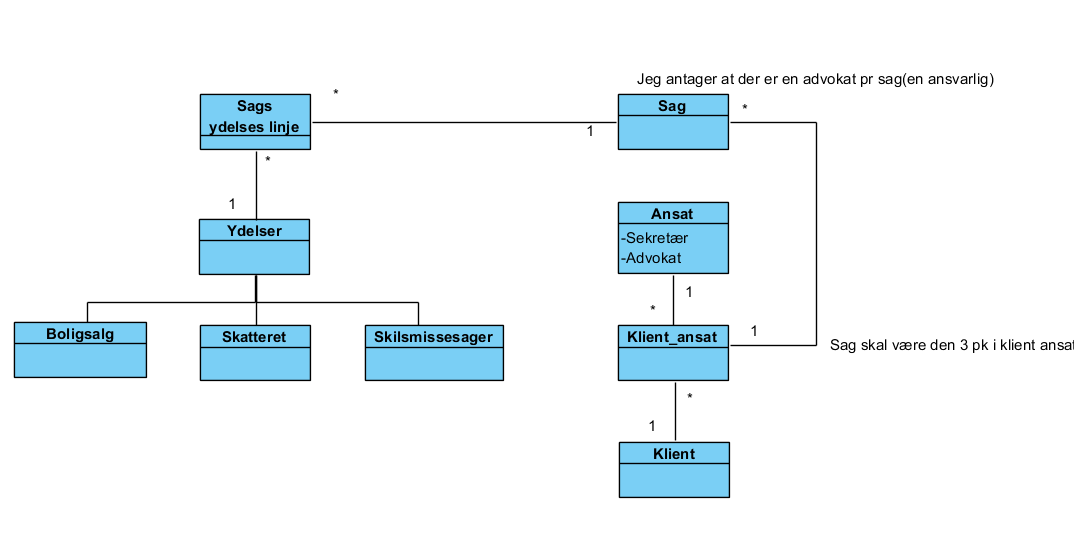 Jeg antager at der er en advokat pr sag(en ansvarlig)
*
Sags
ydelses linje
Sag
*
1
*
1
Ydelser
Ansat
-Sekretær
-Advokat
1
*
Boligsalg
Skatteret
Skilsmissesager
Klient_ansat
1
Sag skal være den 3 pk i klient ansat
*
1
Klient